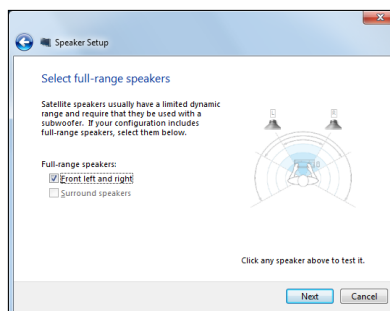 Speaker Setup
Select full-range speakers
Satellite speakers usually have a limited dynamic
range and require that they be used with a
subwoofer. If your configuration includes
full-range speakers, select them below.
L R
Full-range speakers:
Front left and right
Surround speakers
Click any speaker above to test it.
Next Cancel